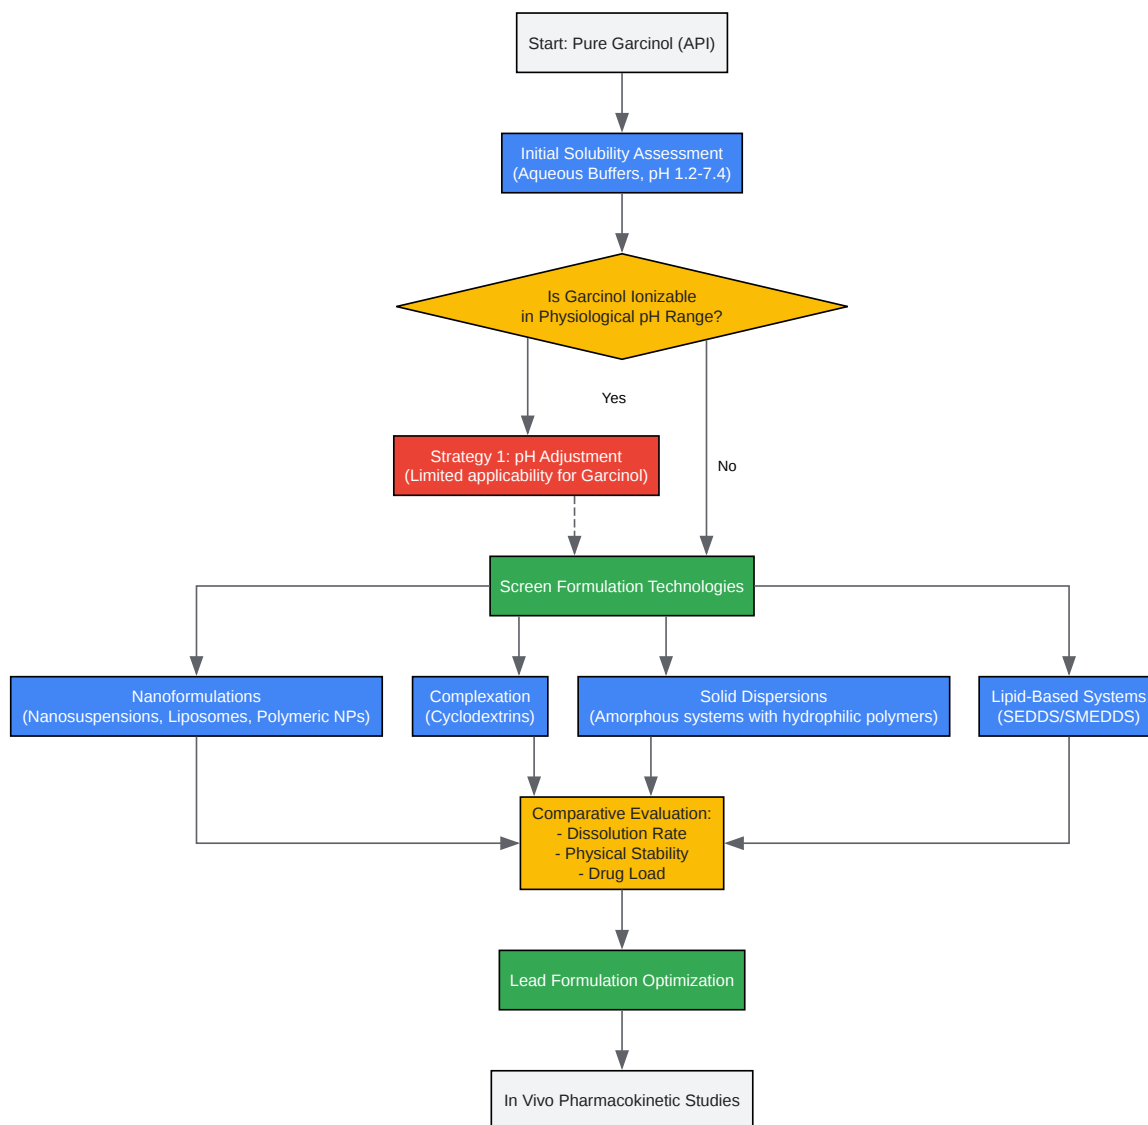 Start: Pure Garcinol (API)
Initial Solubility Assessment
(Aqueous Buffers, pH 1.2-7.4)
Is Garcinol Ionizable
in Physiological pH Range?
Yes
Strategy 1: pH Adjustment
(Limited applicability for Garcinol)
No
Screen Formulation Technologies
Nanoformulations
(Nanosuspensions, Liposomes, Polymeric NPs)
Complexation
(Cyclodextrins)
Solid Dispersions
(Amorphous systems with hydrophilic polymers)
Lipid-Based Systems
(SEDDS/SMEDDS)
Comparative Evaluation:
- Dissolution Rate
- Physical Stability
- Drug Load
Lead Formulation Optimization
In Vivo Pharmacokinetic Studies